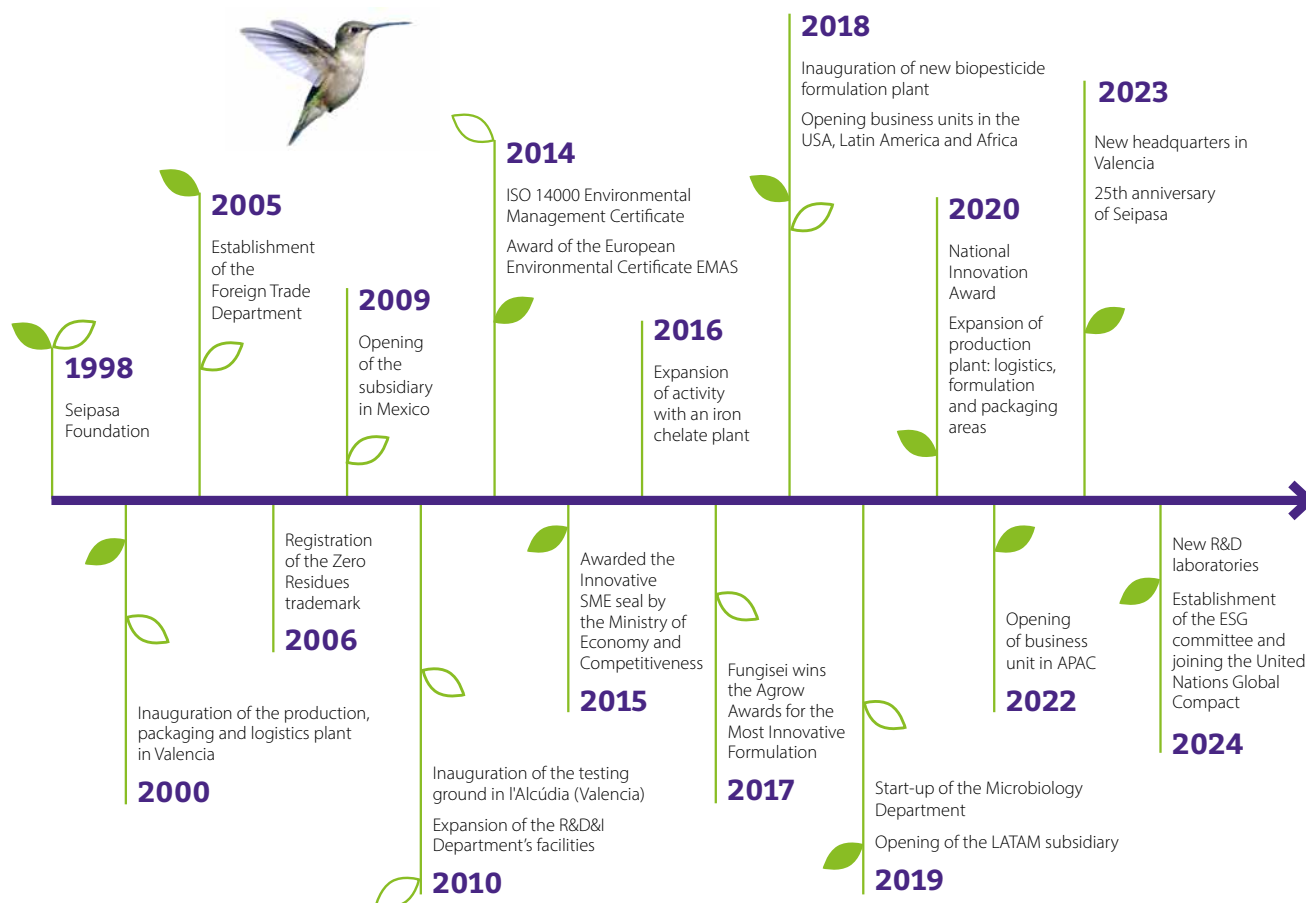 1998
Seipasa
Foundation
2005
Establishment
of the
Foreign Trade
Department
2009
Opening
of the
subsidiary
in Mexico
2014
ISO 14000 Environmental
Management Certificate
Award of the European
Environmental Certificate EMAS
2016
Expansion
of activity
with an iron
chelate plant
2018
Inauguration of new biopesticide
formulation plant
Opening business units in the
USA, Latin America and Africa
2020
National
Innovation
Award
Expansion of
production
plant: logistics,
formulation
and packaging
areas
2023
New headquarters in
Valencia
25th anniversary
of Seipasa
Inauguration of the production,
packaging and logistics plant
in Valencia
2000
Registration
of the Zero
Residues
trademark
2006
Inauguration of the testing
ground in l'Alcúdia (Valencia)
Expansion of the R&D&I
Department's facilities
2010
Awarded the
Innovative
SME seal by
the Ministry of
Economy and
Competitiveness
2015
Fungisei wins
the Agrow
Awards for the
Most Innovative
Formulation
2017
Start-up of the Microbiology
Department
Opening of the LATAM subsidiary
2019
Opening
of business
unit in APAC
2022
New R&D
laboratories
Establishment
of the ESG
committee and
joining the United
Nations Global
Compact
2024